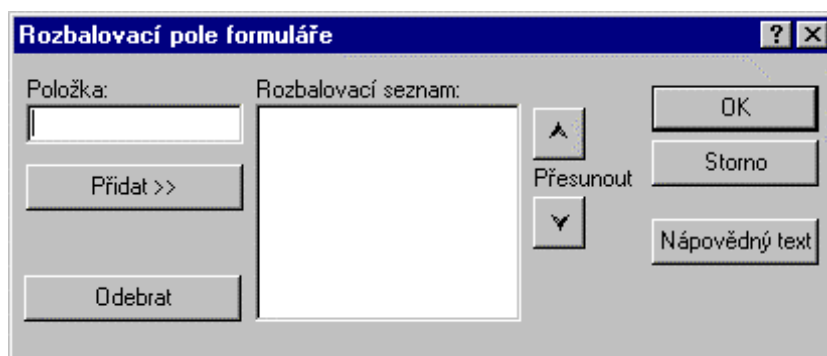 Rozbalovací pole formuláře
Položka:
Rozbalovací seznam:
Přidat >>
Odebrat
Přesunout
OK
Storno
Nápovědný text